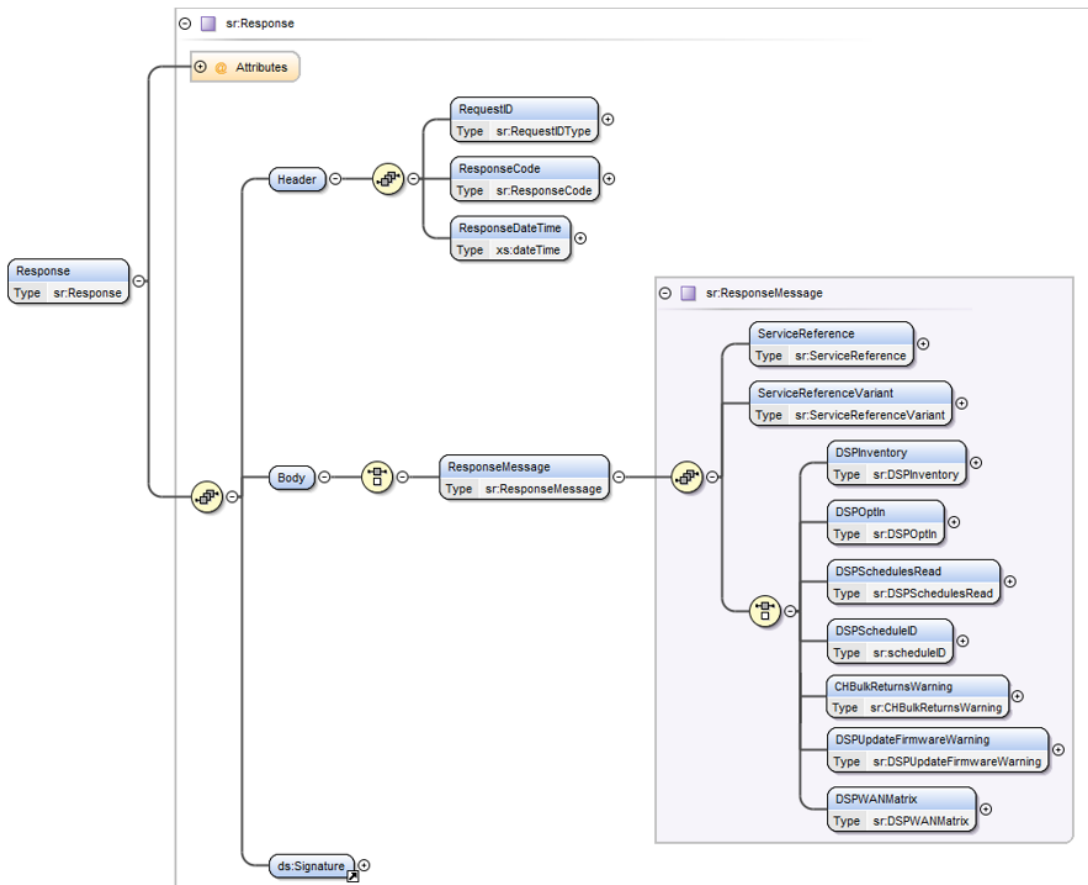 sr:Response
@ Attributes
RequestID
Type sr:RequestIDType
Header
ResponseCode
Type sr:ResponseCode
ResponseDateTime
Type xs:dateTime
Response
Type sr:Response
sr:ResponseMessage
ServiceReference
Type sr:ServiceReference
ServiceReferenceVariant
Type sr:ServiceReferenceVariant
DSPInventory
Type sr:DSPInventory
Body
ResponseMessage
Type sr:ResponseMessage
DSPOptIn
Type sr:DSPOptIn
DSPSchedulesRead
Type sr:DSPSchedulesRead
DSPScheduleID
Type sr:scheduleID
CHBulkReturnsWarning
Type sr:CHBulkReturnsWarning
DSPUpdateFirmwareWarning
Type sr:DSPUpdateFirmwareWarning
DSPWANMatrix
Type sr:DSPWANMatrix
ds:Signature